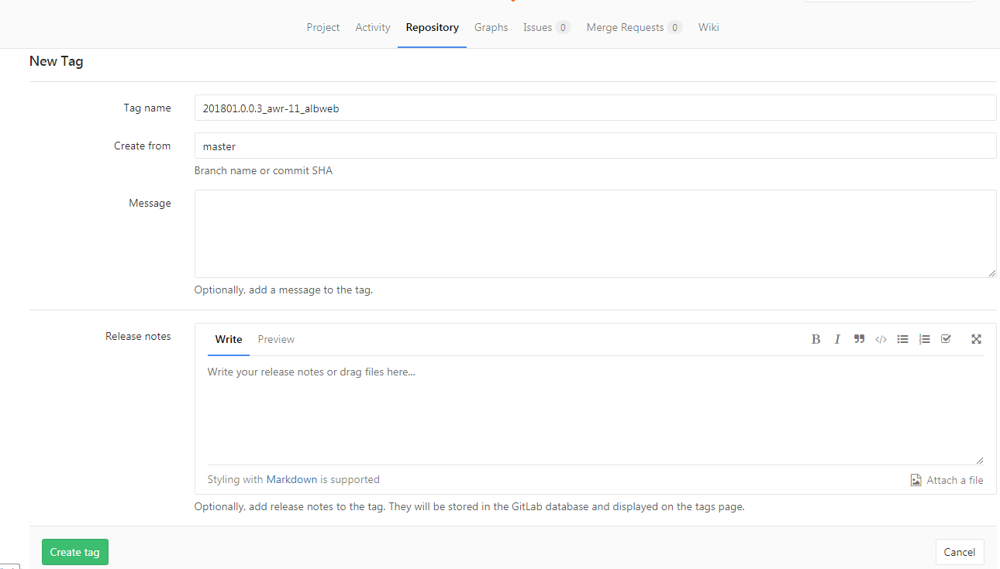 Project Activity Repository Graphs Issues 0 Merge Requests 0 Wiki
New Tag
Tag name 201801.0.0.3_awr-11_albweb
Create from master
Branch name or commit SHA
Message
Optionally, add a message to the tag.
Release notes Write Preview B I
Write your release notes or drag files here...
Styling with Markdown is supported Attach a file
Optionally, add release notes to the tag. They will be stored in the GitLab database and displayed on the tags page.
Create tag Cancel